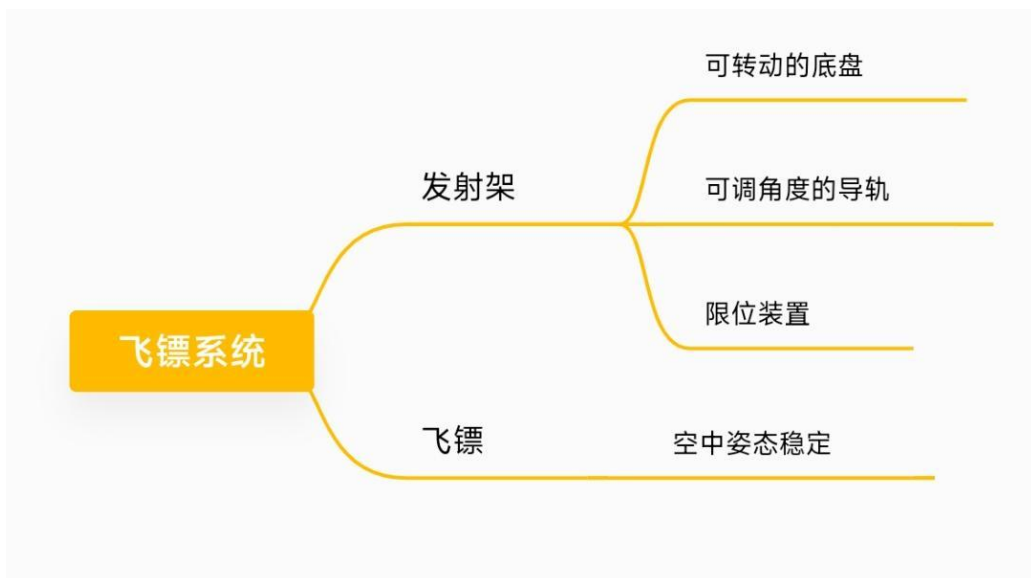 飞镖系统
发射架
可转动的底盘
可调角度的导轨
限位装置
飞镖
空中姿态稳定